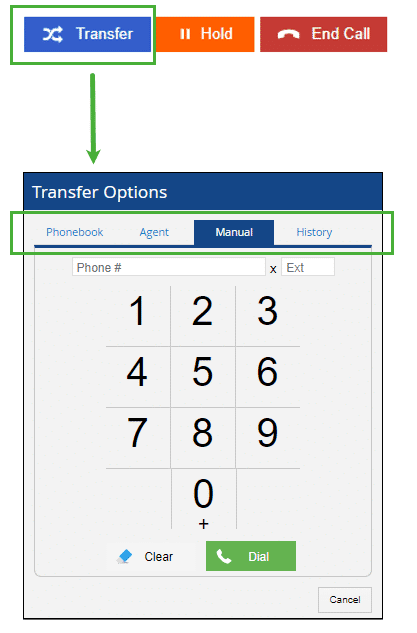 Transfer Hold End Call
Transfer Options
Phonebook Agent Manual History
Phone # x Ext
1 2 3
4 5 6
7 8 9
0
+
Clear Dial
Cancel